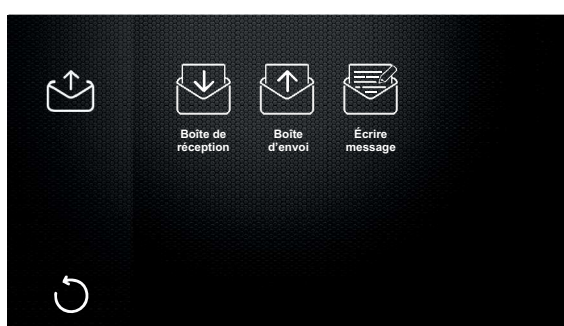 Boîte de
réception
Boîte
d'envoi
Écrire
message